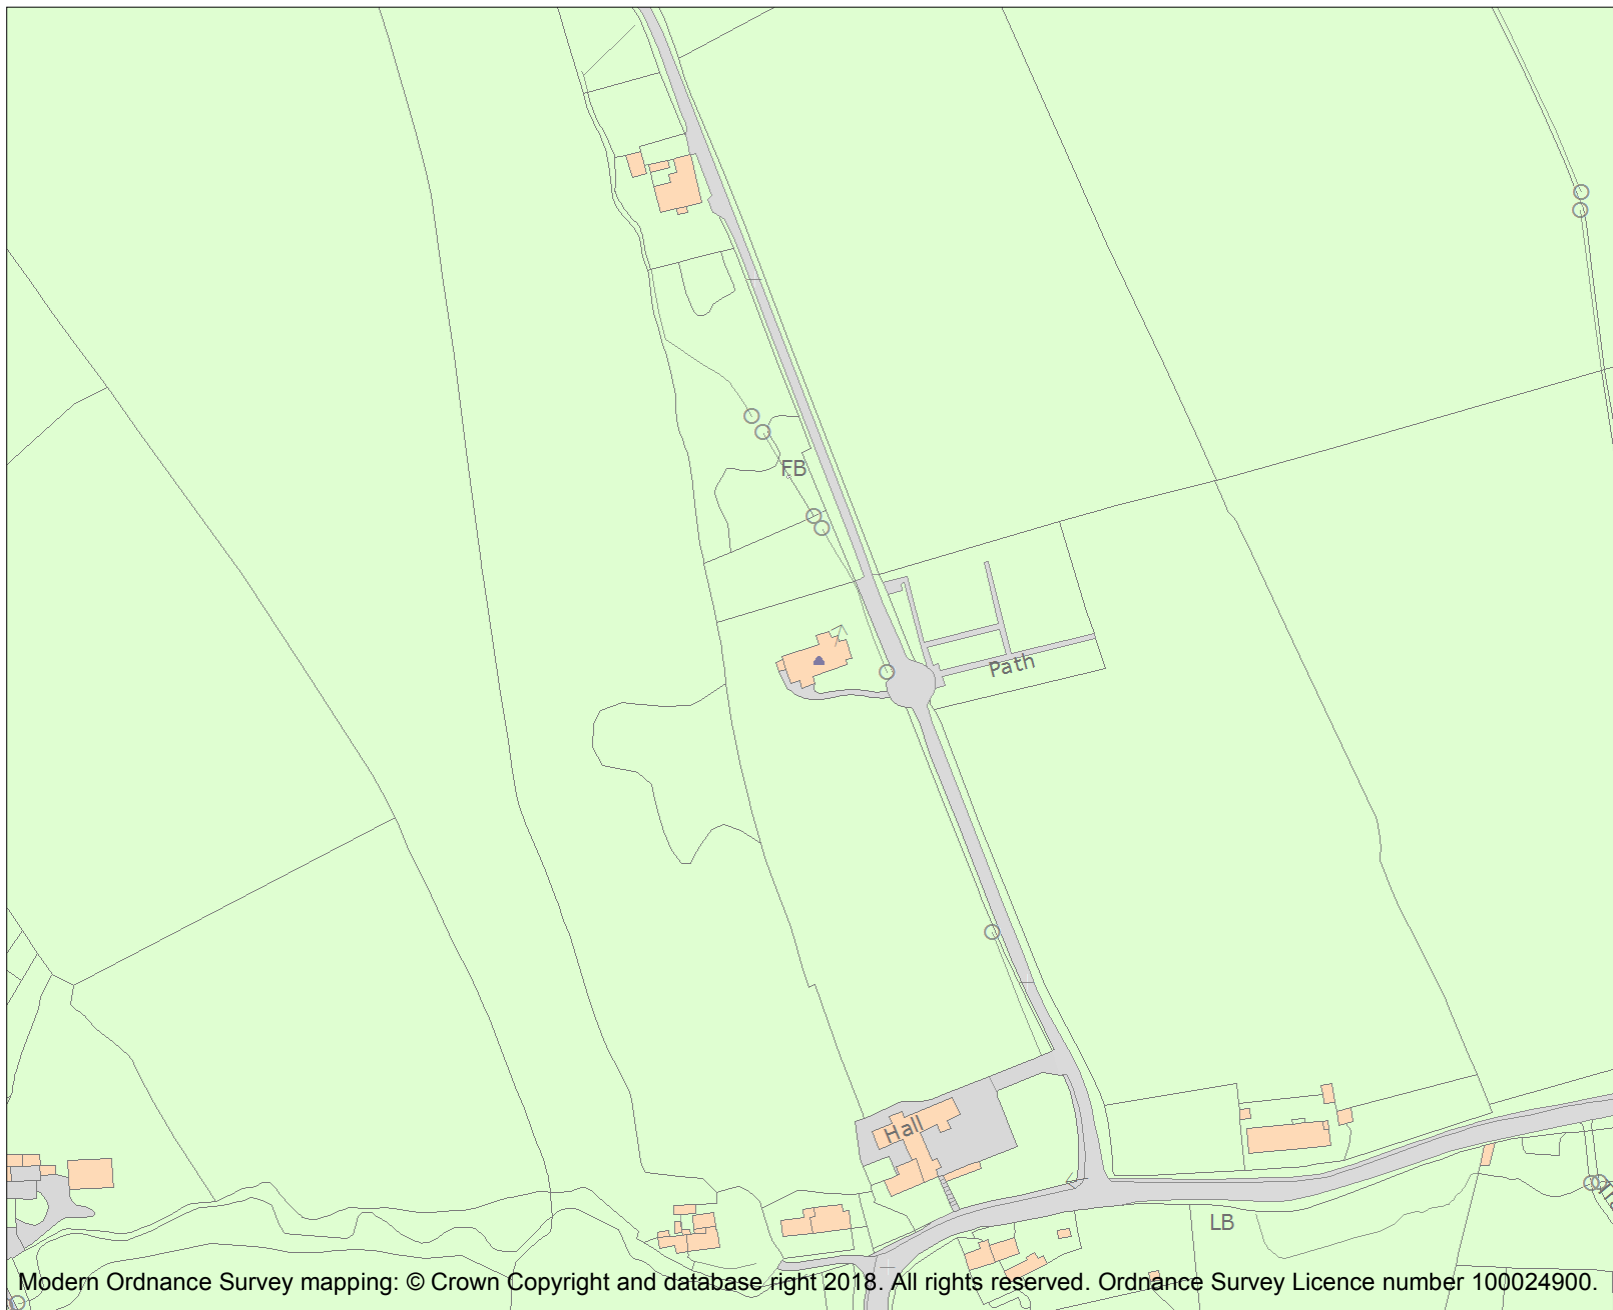 FB
Path
Hall
LB
Modern Ordnance Survey mapping: © Crown Copyright and database right 2018. All rights reserved. Ordnance Survey Licence number 100024900.